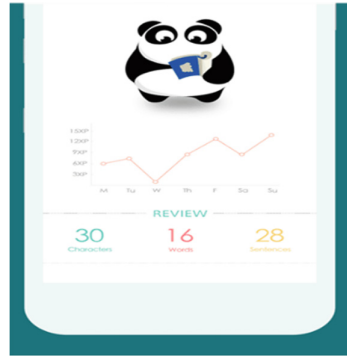 15XP
12XP
9XP
6XP
3XP
M Tu W Th F Sa Su
REVIEW
30 16 28
Characters Words Sentences